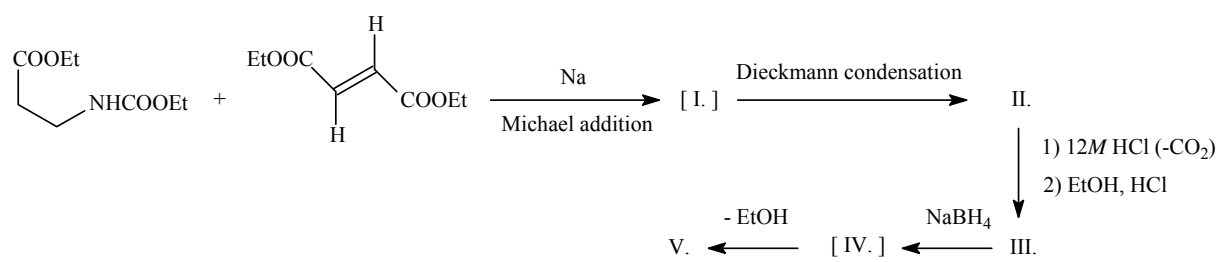 COOEt
NHCOOEt
+
H
EtOOC
COOEt
H
Na
Michael addition
[ I. ]
Dieckmann condensation
II.
1) 12M HCl (-CO₂)
2) EtOH, HCl
III.
NaBH₄
[ IV. ]
- EtOH
V.